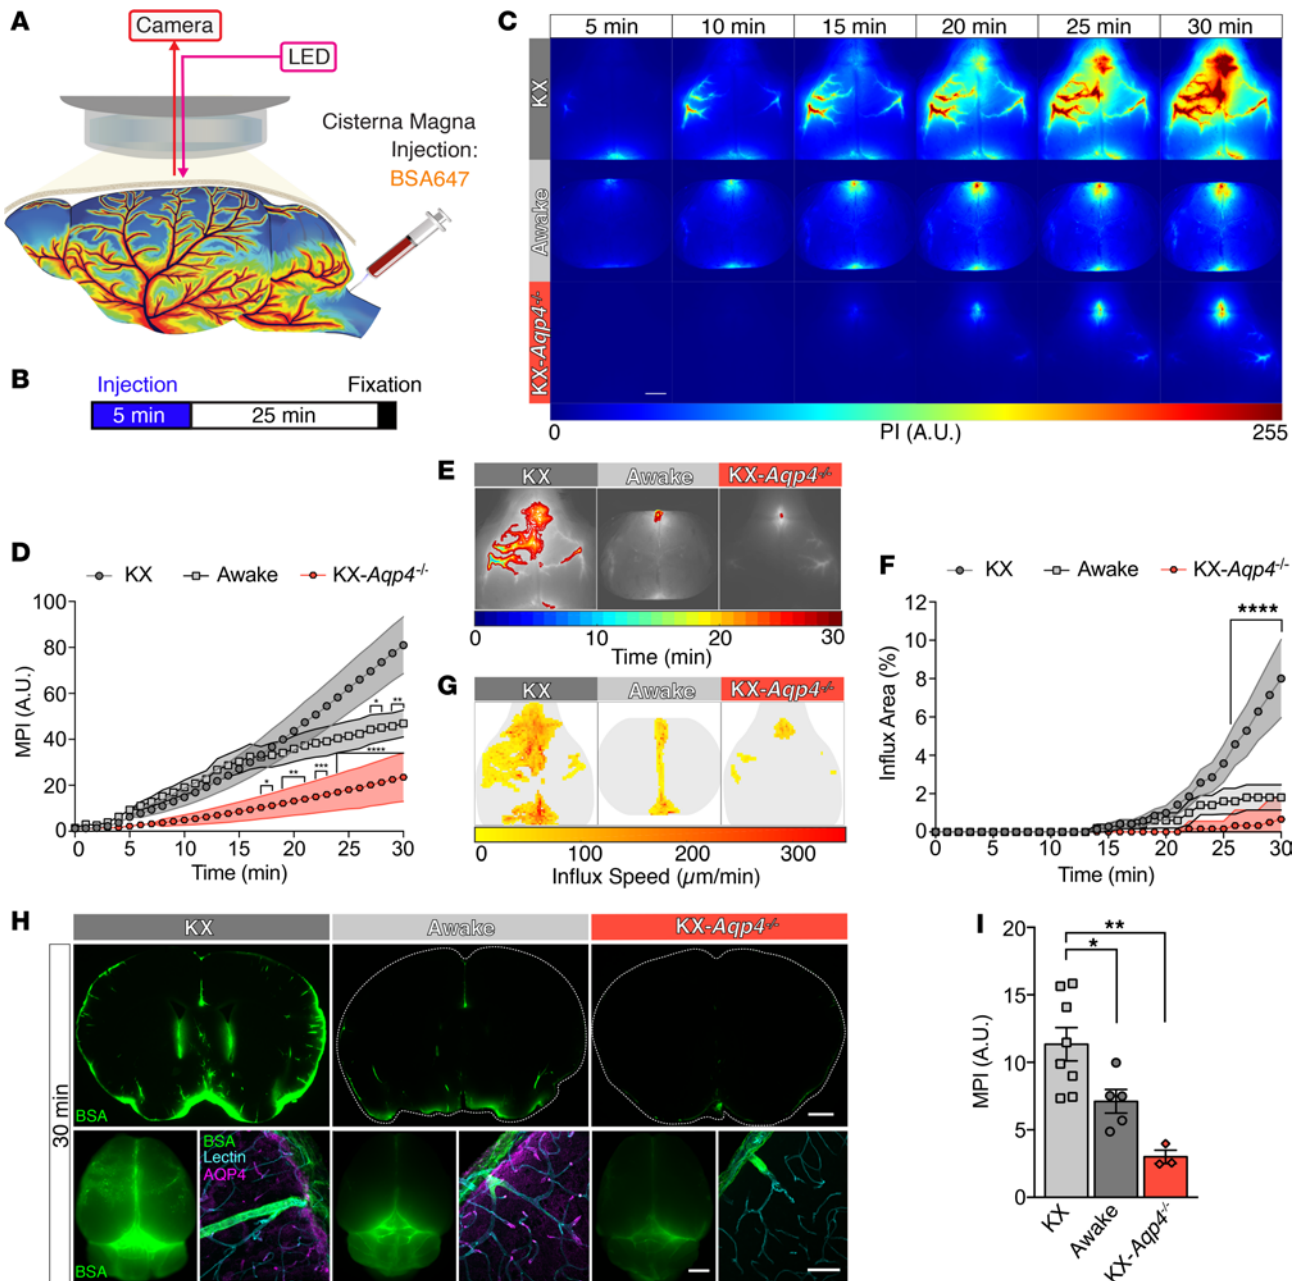 A
Camera
LED
Cisterna Magna
Injection:
BSA647
B
Injection
Fixation
5 min
25 min
C
5 min
10 min
15 min
20 min
25 min
30 min
KX
Awake
KX-Aqp4-/-
0
PI (A.U.)
255
D
KX
Awake
KX-Aqp4-/-
100
80
60
40
20
0
MPI (A.U.)
*
**
****
*
**
***
0
5
10
15
20
25
30
Time (min)
E
KX
Awake
KX-Aqp4-/-
0
10
20
30
Time (min)
F
KX
Awake
KX-Aqp4-/-
12
10
8
6
4
2
0
Influx Area (%)
****
0
5
10
15
20
25
30
Time (min)
G
KX
Awake
KX-Aqp4-/-
0
100
200
300
Influx Speed (µm/min)
H
KX
Awake
KX-Aqp4-/-
30 min
BSA
BSA
BSA
Lectin
AQP4
I
20
15
10
5
0
MPI (A.U.)
**
*
KX
Awake
KX-Aqp4-/-